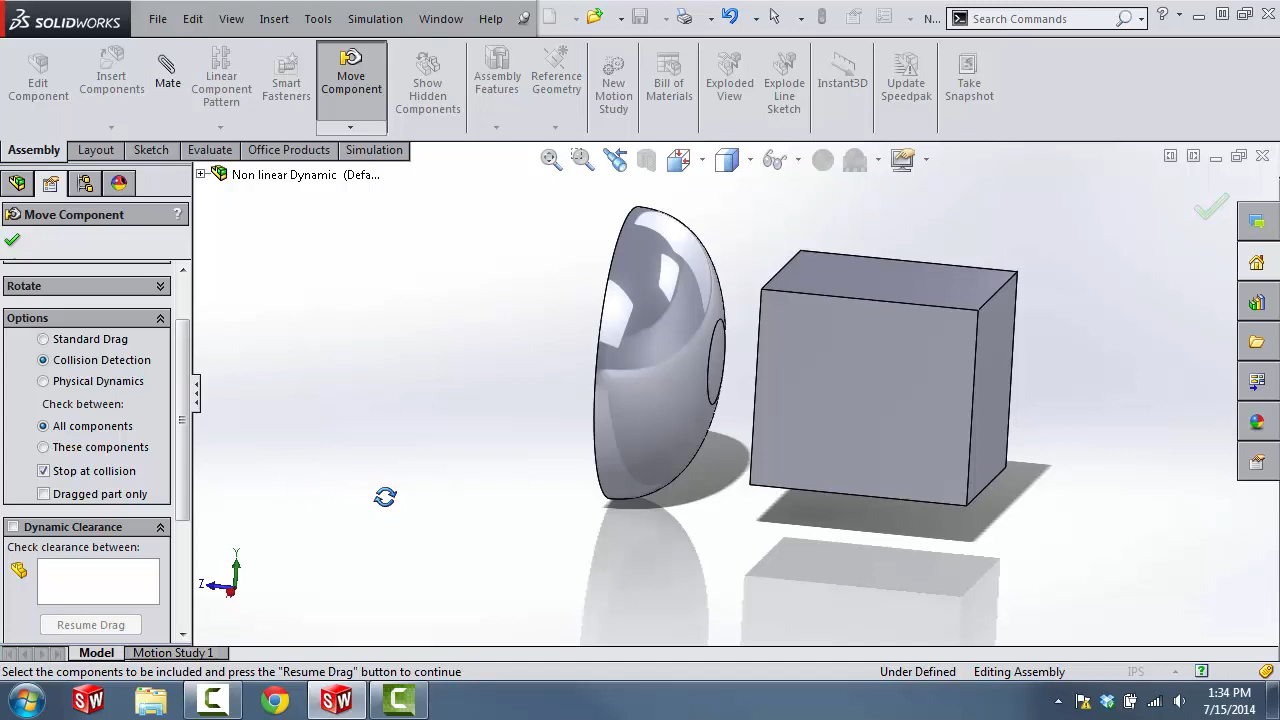 SOLIDWORKS File Edit View Insert Tools Simulation Window Help N... Search Commands
Edit Component
Insert Components
Mate
Linear Component Pattern
Smart Fasteners
Move Component
Show Hidden Components
Assembly Features
Reference Geometry
New Motion Study
Bill of Materials
Exploded View
Explode Line Sketch
Instant3D
Update Speedpak
Take Snapshot
Assembly Layout Sketch Evaluate Office Products Simulation
Non linear Dynamic (Defa...
Move Component ?
Rotate
Options
Standard Drag
Collision Detection
Physical Dynamics
Check between:
All components
These components
Stop at collision
Dragged part only
Dynamic Clearance
Check clearance between:
Resume Drag
Y
Z
Model Motion Study 1
Select the components to be included and press the "Resume Drag" button to continue Under Defined Editing Assembly IPS ?
SW SW
1:34 PM
7/15/2014